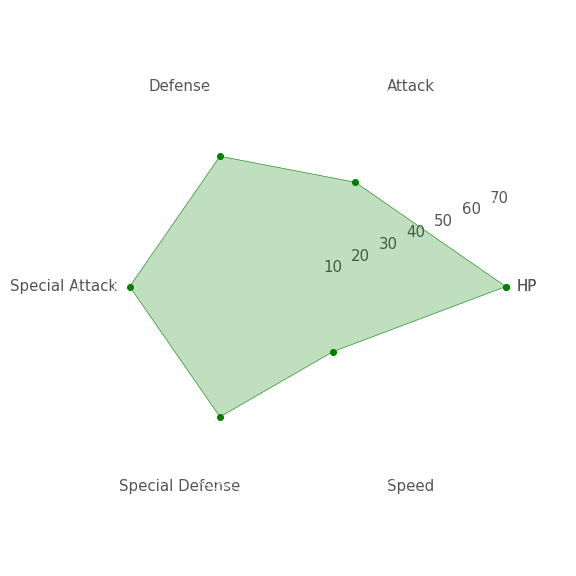 Defense
Attack
70
60
50
40
30
20
10
Special Attack
HP
Special Defense
Speed